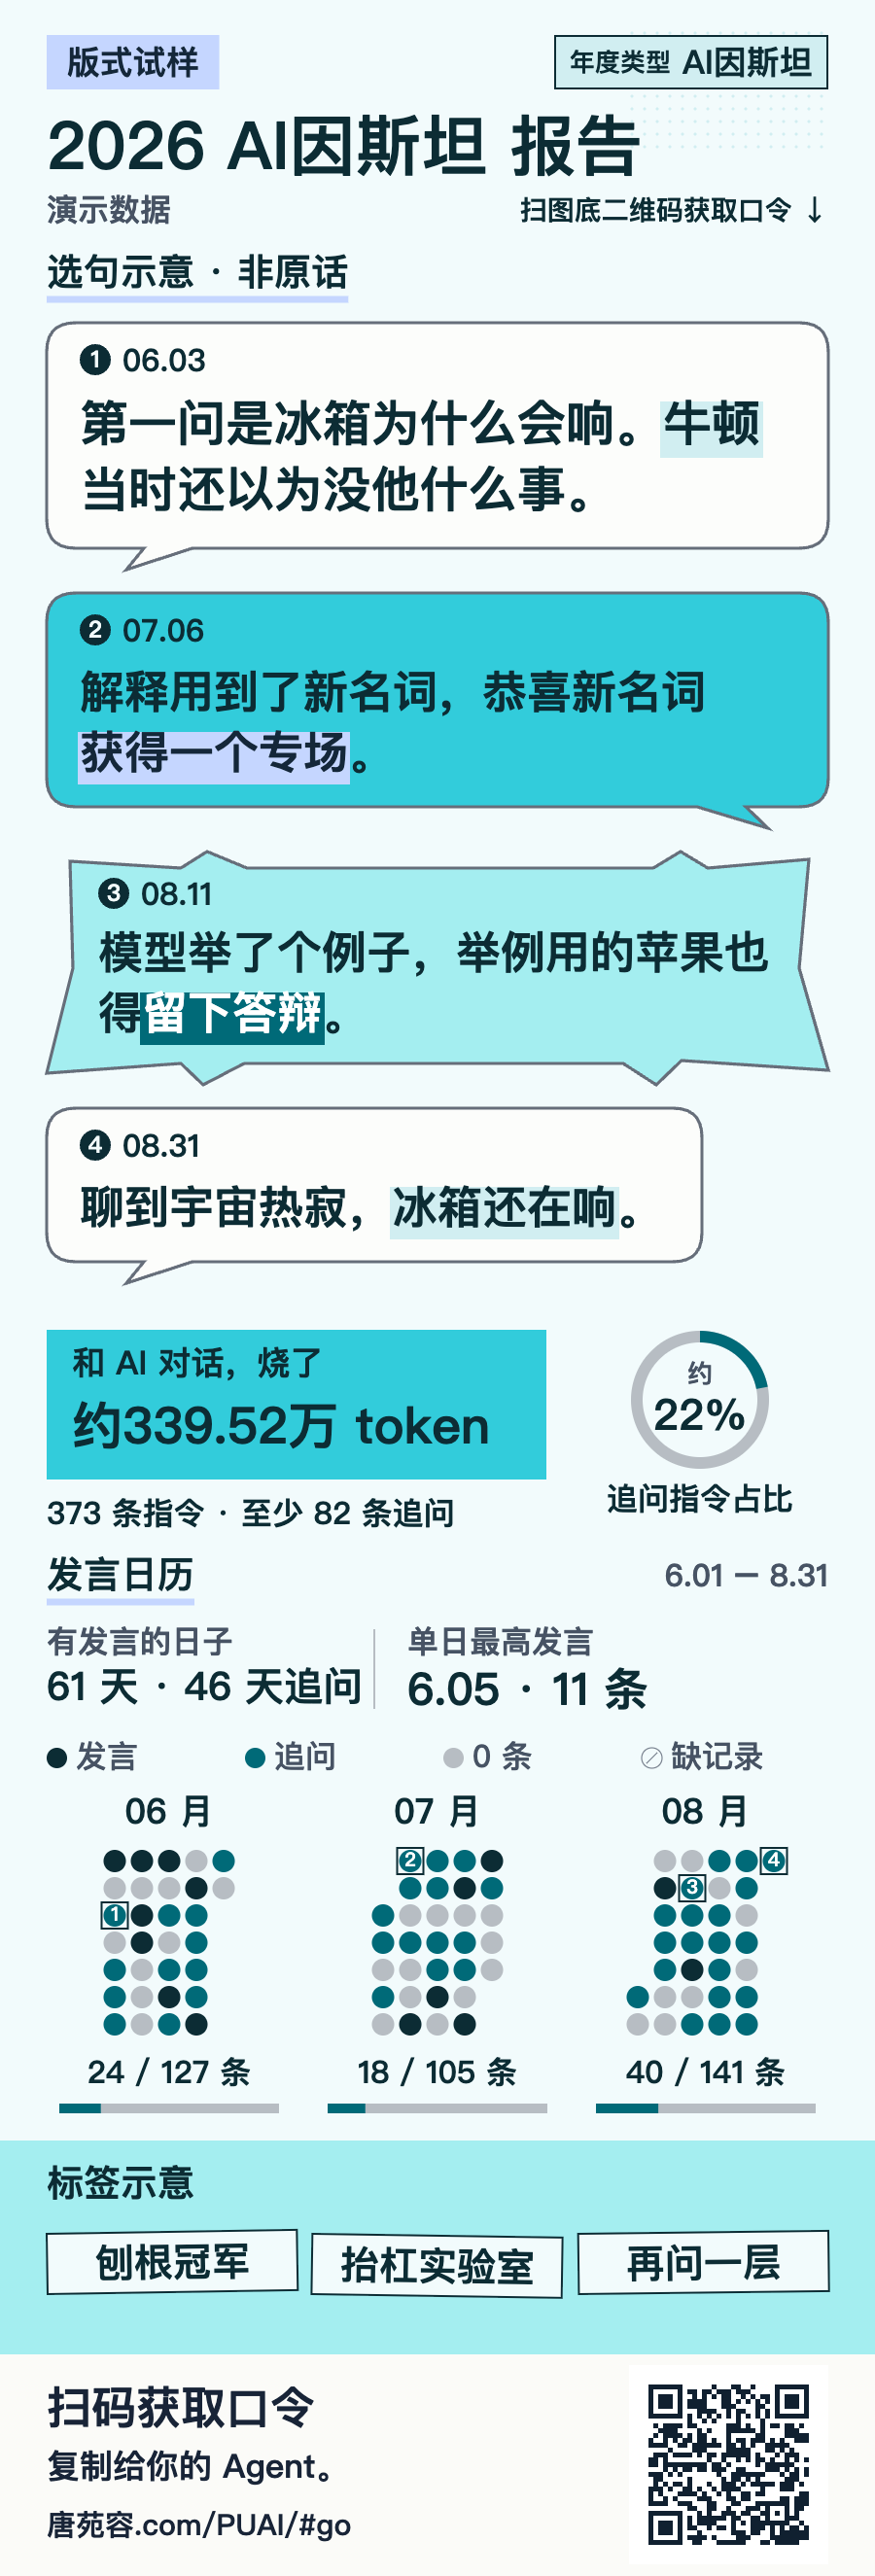 版式试样
年度类型 AI因斯坦
2026 AI因斯坦 报告
演示数据
扫图底二维码获取口令 ↓
选句示意 · 非原话
1 06.03
第一问是冰箱为什么会响。牛顿
当时还以为没他什么事。
2 07.06
解释用到了新名词，恭喜新名词
获得一个专场。
3 08.11
模型举了个例子，举例用的苹果也
得留下答辩。
4 08.31
聊到宇宙热寂，冰箱还在响。
和 AI 对话，烧了
约339.52万 token
373 条指令 · 至少 82 条追问
约
22%
追问指令占比
发言日历
6.01 — 8.31
有发言的日子
61 天 · 46 天追问
单日最高发言
6.05 · 11 条
发言
追问
0 条
缺记录
06 月
07 月
08 月
2
4
3
1
24 / 127 条
18 / 105 条
40 / 141 条
标签示意
刨根冠军
抬杠实验室
再问一层
扫码获取口令
复制给你的 Agent。
唐苑容.com/PUAI/#go